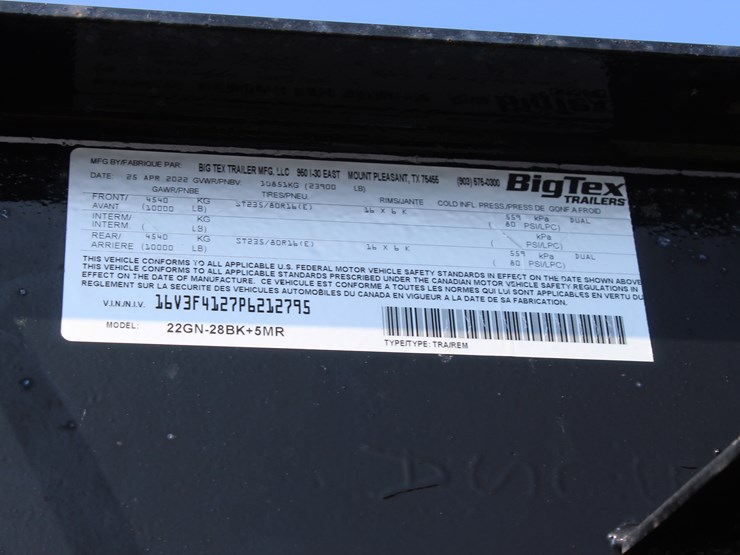 MFG BY/FABRIQUE PAR: BIG TEX TRAILER MFG, LLC 950 I-30 EAST MOUNT PLEASANT, TX 75455 (903) 575-0300 BigTex TRAILERS
DATE: 25 APR 2022 GVWR/PNBV: 10851KG (23900 LB)
GAWR/PNBE TIRES/PNEU. RIMS/JANTE COLD INFL. PRESS./PRESS DE GONF A FROID
FRONT/ 4540 KG ST235/80R16(E) 16 X 6 K 559 kPa DUAL
AVANT (10000 LB) ( 80 PSI/LPC)
INTERM/ KG kPa
INTERM ( LB) ( PSI/LPC)
REAR/ 4540 KG ST235/80R16(E) 16 X 6 K 559 kPa DUAL
ARRIERE (10000 LB) ( 80 PSI/LPC)
THIS VEHICLE CONFORMS TO ALL APPLICABLE U.S. FEDERAL MOTOR VEHICLE SAFETY STANDARDS IN EFFECT ON THE DATE SHOWN ABOVE
THIS VEHICLE CONFORMS TO ALL APPLICABLE STANDARDS PRESCRIBED UNDER THE CANADIAN MOTOR VEHICLE SAFETY REGULATIONS IN
EFFECT ON THE DATE OF MANUFACTURE. CE VEHICULE EST CONFORME A TOUTES LES NORMES QUI LUI SONT APPLICABLES EN VERTU DU
REGLEMENT SUR LA SECURITE DES VEHICULES AUTOMOBILES DU CANADA EN VIGUEUR A LA DATE DE SA FABRICATION.
V.I.N./N.I.V. 16V3F4127P6212795
MODEL: 22GN-28BK+5MR TYPE/TYPE: TRA/REM